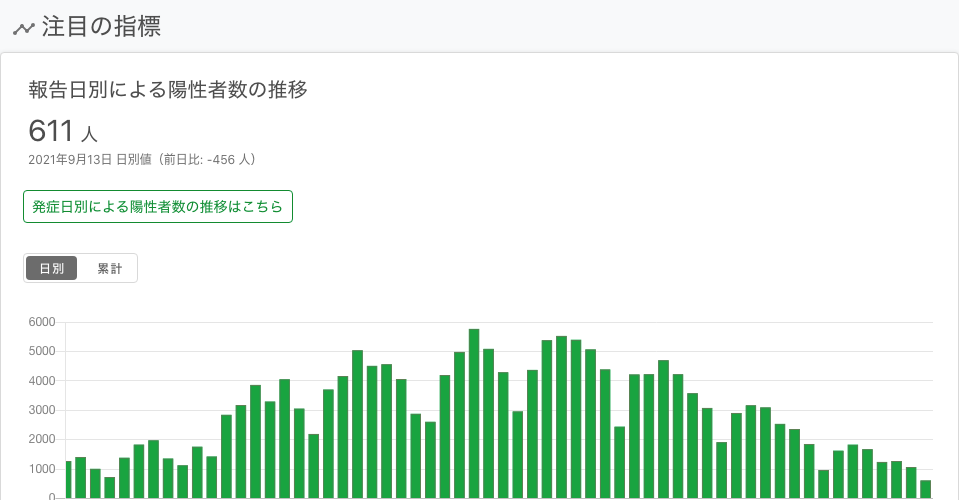 注目の指標
報告日別による陽性者数の推移
611 人
2021年9月13日 日別値（前日比: -456 人）
発症日別による陽性者数の推移はこちら
日別 累計
6000
5000
4000
3000
2000
1000
0